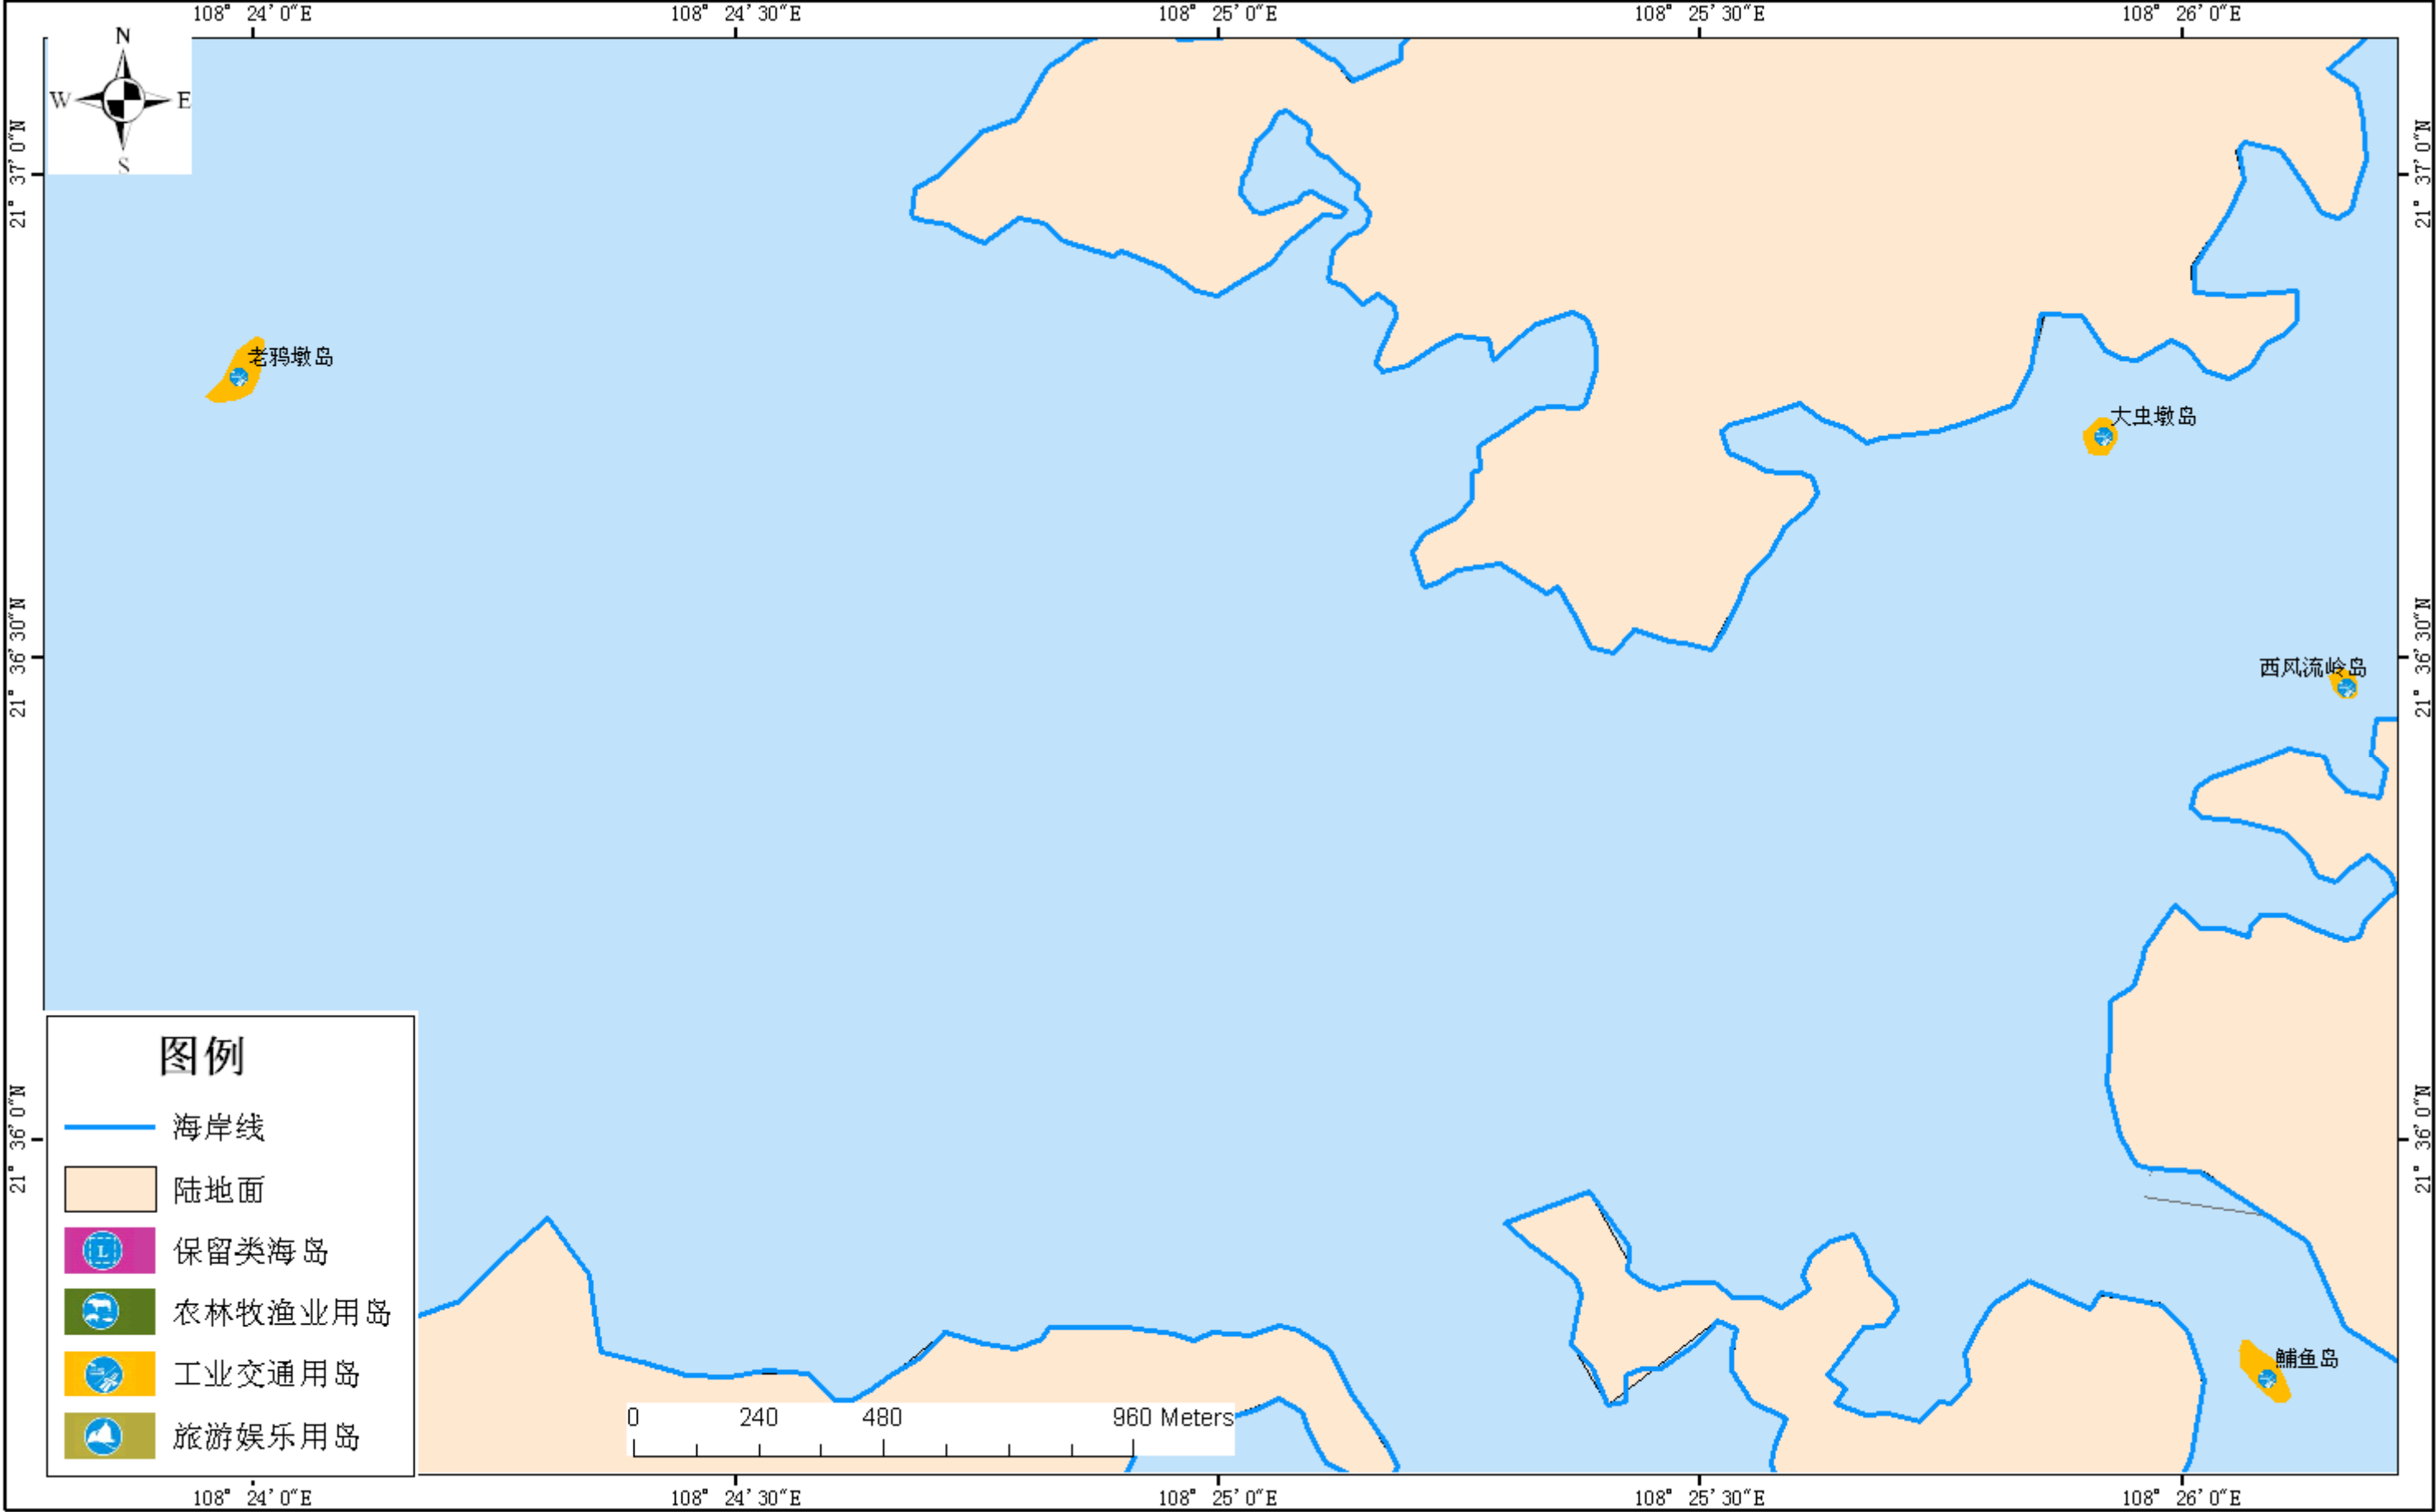 108° 24′ 0″E
108° 24′ 30″E
108° 25′ 0″E
108° 25′ 30″E
108° 26′ 0″E
N
W
E
S
21° 37′ 0″N
21° 37′ 0″N
老鸦墩岛
大虫墩岛
21° 36′ 30″N
21° 36′ 30″N
西风流岭岛
图例
海岸线
21° 36′ 0″N
21° 36′ 0″N
陆地面
L
保留类海岛
农林牧渔业用岛
工业交通用岛
鯆鱼岛
旅游娱乐用岛
0 240 480 960 Meters
108° 24′ 0″E
108° 24′ 30″E
108° 25′ 0″E
108° 25′ 30″E
108° 26′ 0″E